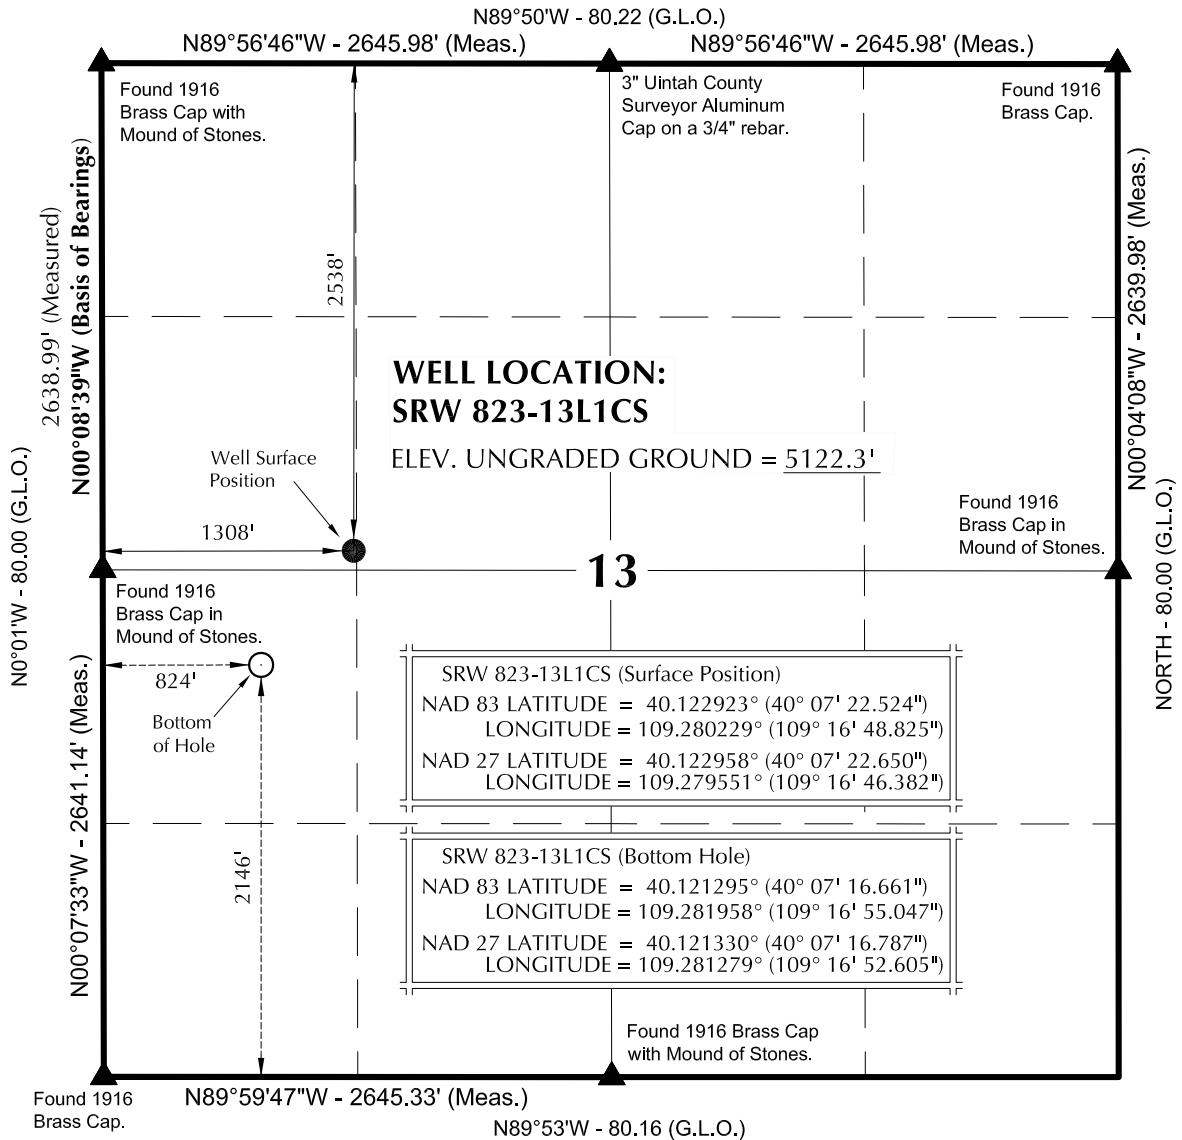 N89°50'W - 80.22 (G.L.O.)
N89°56'46"W - 2645.98' (Meas.)
N89°56'46"W - 2645.98' (Meas.)
Found 1916
Brass Cap with
Mound of Stones.
3" Uintah County
Surveyor Aluminum
Cap on a 3/4" rebar.
Found 1916
Brass Cap.
2638.99' (Measured)
N00°08'39"W (Basis of Bearings)
2538'
N00°04'08"W - 2639.98' (Meas.)
WELL LOCATION:
SRW 823-13L1CS
ELEV. UNGRADED GROUND = 5122.3'
Well Surface
Position
1308'
N0°01'W - 80.00 (G.L.O.)
Found 1916
Brass Cap in
Mound of Stones.
NORTH - 80.00 (G.L.O.)
13
Found 1916
Brass Cap in
Mound of Stones.
824'
Bottom
of Hole
N00°07'33"W - 2641.14' (Meas.)
2146'
SRW 823-13L1CS (Surface Position)
NAD 83 LATITUDE = 40.122923° (40° 07' 22.524")
LONGITUDE = 109.280229° (109° 16' 48.825")
NAD 27 LATITUDE = 40.122958° (40° 07' 22.650")
LONGITUDE = 109.279551° (109° 16' 46.382")
SRW 823-13L1CS (Bottom Hole)
NAD 83 LATITUDE = 40.121295° (40° 07' 16.661")
LONGITUDE = 109.281958° (109° 16' 55.047")
NAD 27 LATITUDE = 40.121330° (40° 07' 16.787")
LONGITUDE = 109.281279° (109° 16' 52.605")
Found 1916 Brass Cap
with Mound of Stones.
Found 1916
Brass Cap.
N89°59'47"W - 2645.33' (Meas.)
N89°53'W - 80.16 (G.L.O.)